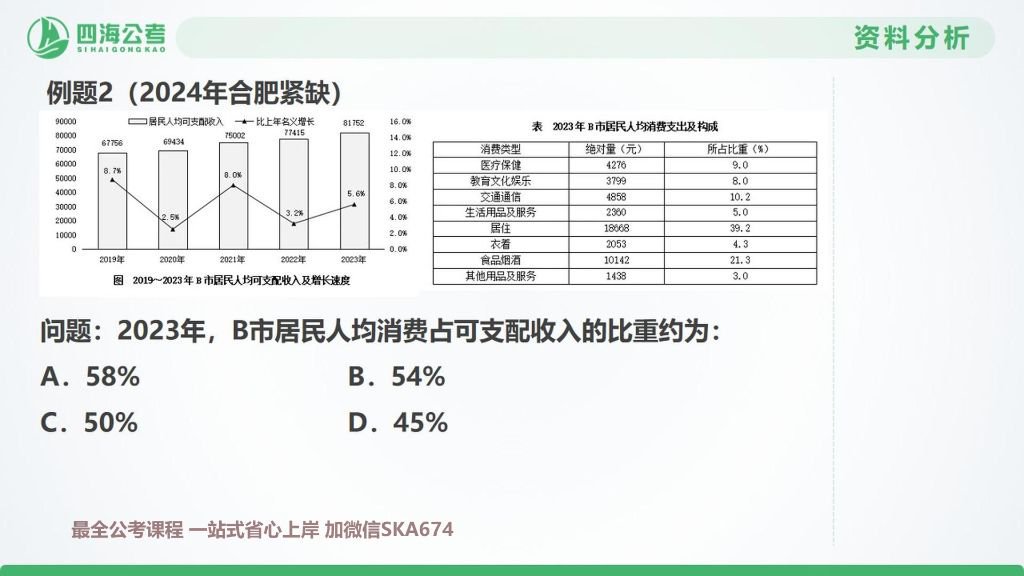 四海公考
SIHAIGONGKAO
资料分析
例题2（2024年合肥紧缺）
居民人均可支配收入 比上年名义增长
90000
80000
70000
60000
50000
40000
30000
20000
10000
0
67756 69434 75002 77415 81752
8.7% 2.5% 8.0% 3.2% 5.6%
16.0%
14.0%
12.0%
10.0%
8.0%
6.0%
4.0%
2.0%
0.0%
2019年 2020年 2021年 2022年 2023年
图 2019～2023年B市居民人均可支配收入及增长速度
表 2023年B市居民人均消费支出及构成
消费类型 绝对量（元） 所占比重（%）
医疗保健 4276 9.0
教育文化娱乐 3799 8.0
交通通信 4858 10.2
生活用品及服务 2360 5.0
居住 18668 39.2
衣着 2053 4.3
食品烟酒 10142 21.3
其他用品及服务 1438 3.0
问题：2023年，B市居民人均消费占可支配收入的比重约为：
A．58% B．54%
C．50% D．45%
最全公考课程 一站式省心上岸 加微信SKA674